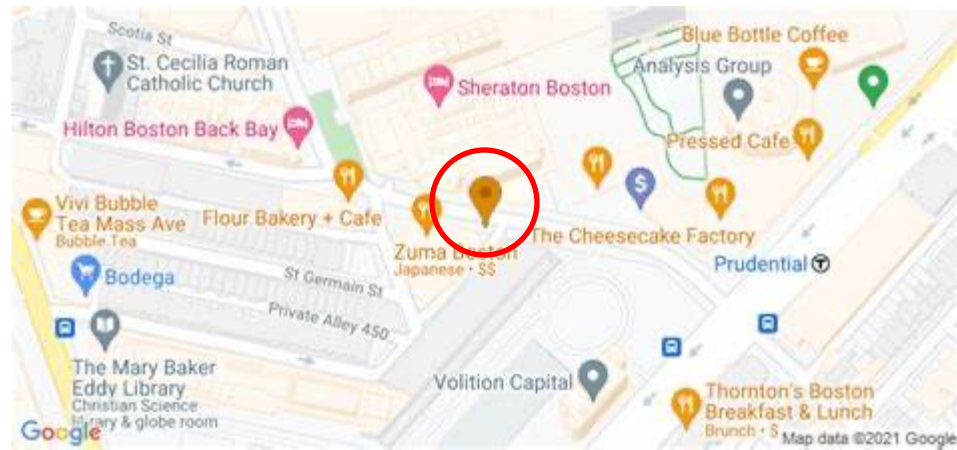 Scotia St
St. Cecilia Roman
Catholic Church
Blue Bottle Coffee
Analysis Group
Sheraton Boston
Hilton Boston Back Bay
Pressed Cafe
Vivi Bubble
Tea Mass Ave
Bubble Tea
Flour Bakery + Cafe
The Cheesecake Factory
Zuma Boston
Japanese • $$
Bodega
St Germain St
Prudential T
Private Alley 450
The Mary Baker
Eddy Library
Christian Science
library & globe room
Volition Capital
Thornton's Boston
Breakfast & Lunch
Brunch • $
Google
Map data ©2021 Google